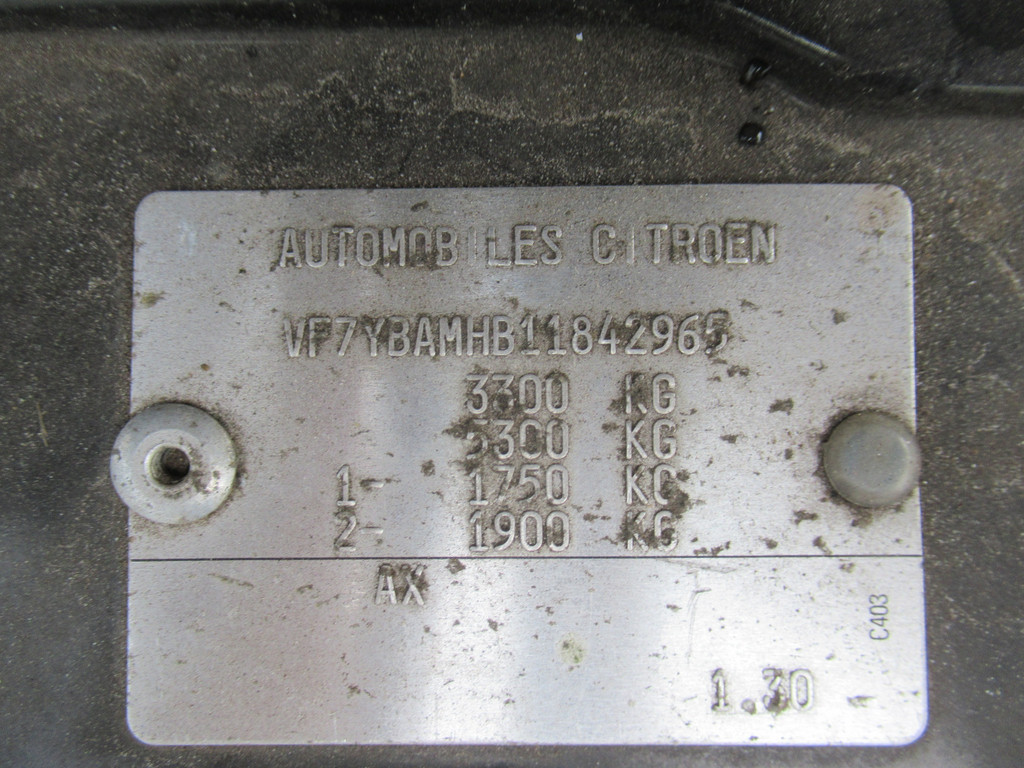 AUTOMOBILES CITROEN
VF7YBAMHB11842965
3300 KG
5300 KG
1- 1750 KG
2- 1900 KG
AX
C403
1.30